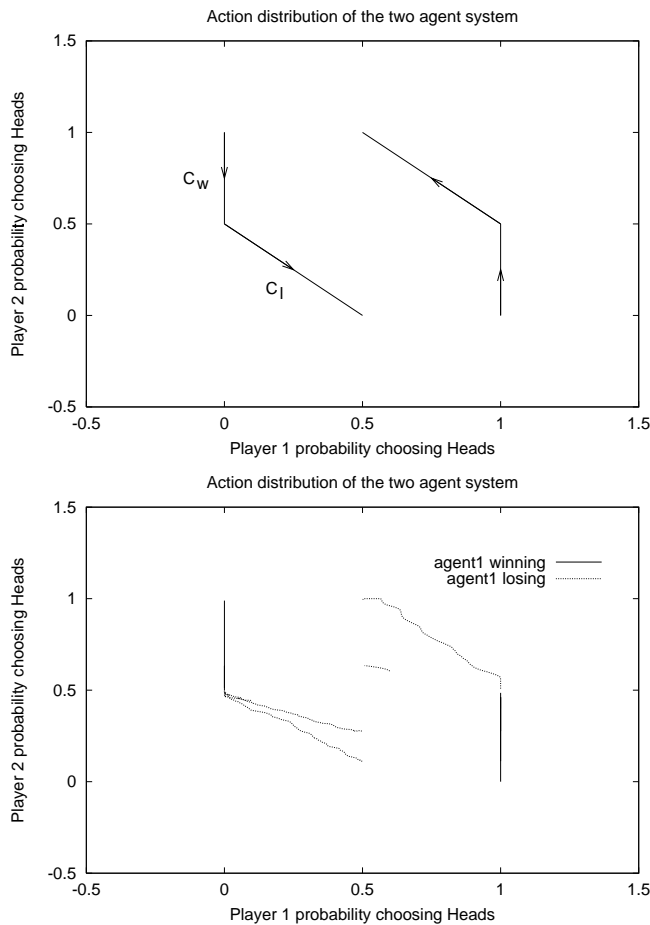 Action distribution of the two agent system
1.5
1
0.5
0
-0.5
-0.5
0
0.5
1
1.5
Player 2 probability choosing Heads
Player 1 probability choosing Heads
C_w
C_l
Action distribution of the two agent system
1.5
1
0.5
0
-0.5
-0.5
0
0.5
1
1.5
Player 2 probability choosing Heads
Player 1 probability choosing Heads
agent1 winning
agent1 losing